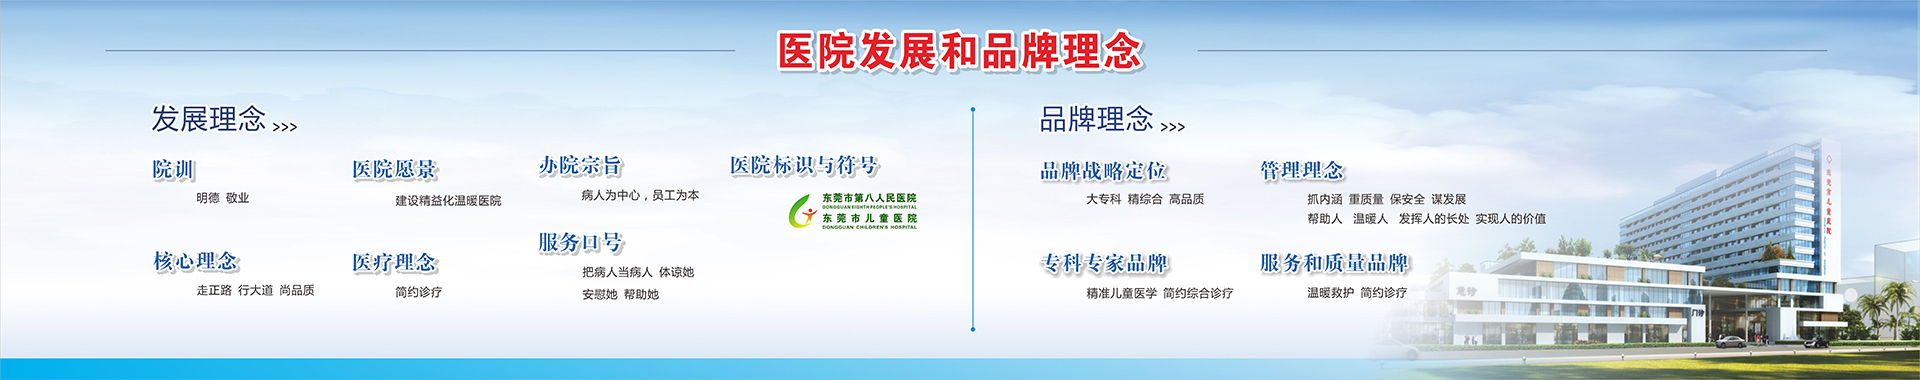 医院发展和品牌理念
发展理念 >>>
院训
明德 敬业
医院愿景
建设精益化温暖医院
办院宗旨
病人为中心，员工为本
医院标识与符号
东莞市第八人民医院
DONGGUAN EIGHTH PEOPLE'S HOSPITAL
东莞市儿童医院
DONGGUAN CHILDREN'S HOSPITAL
核心理念
走正路 行大道 尚品质
医疗理念
简约诊疗
服务口号
把病人当病人 体谅她
安慰她 帮助她
品牌理念 >>>
品牌战略定位
大专科 精综合 高品质
管理理念
抓内涵 重质量 保安全 谋发展
帮助人 温暖人 发挥人的长处 实现人的价值
专科专家品牌
精准儿童医学 简约综合诊疗
服务和质量品牌
温暖救护 简约诊疗
东莞市儿童医院
急诊
门诊